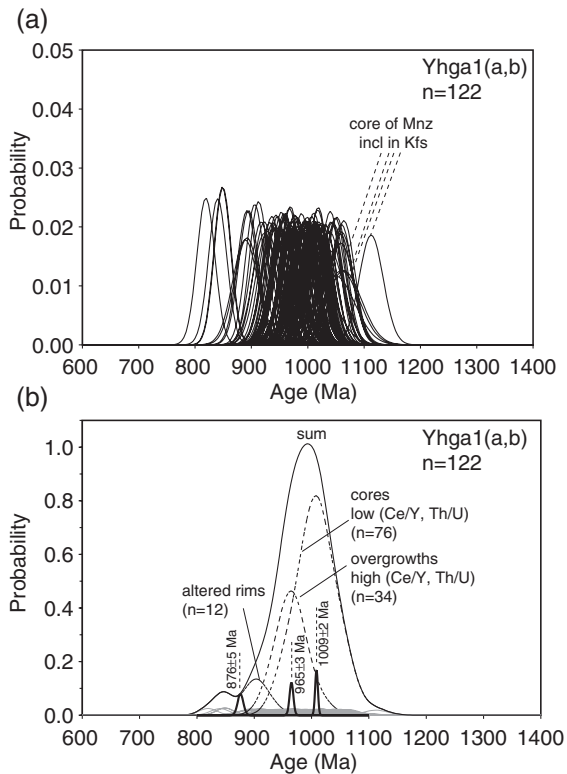 (a)
0.05
0.04
0.03
0.02
0.01
0.00
Probability
Yhga1(a,b)
n=122
core of Mnz
incl in Kfs
600 700 800 900 1000 1100 1200 1300 1400
Age (Ma)
(b)
1.0
0.8
0.6
0.4
0.2
0.0
Probability
sum
Yhga1(a,b)
n=122
cores
low (Ce/Y, Th/U)
(n=76)
overgrowths
high (Ce/Y, Th/U)
(n=34)
altered rims
(n=12)
876±5 Ma
965±3 Ma
1009±2 Ma
600 700 800 900 1000 1100 1200 1300 1400
Age (Ma)